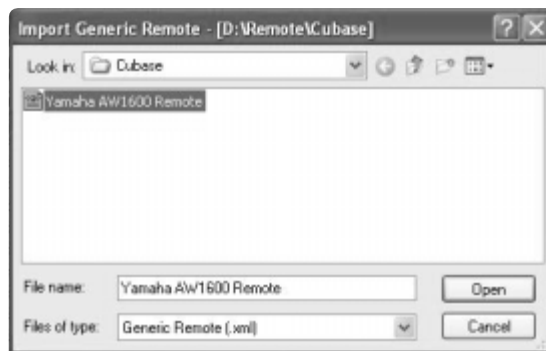 Import Generic Remote - [D:\Remote\Cubase]
Look in: Cubase
Yamaha AW1600 Remote
File name: Yamaha AW1600 Remote Open
Files of type: Generic Remote (.xml) Cancel